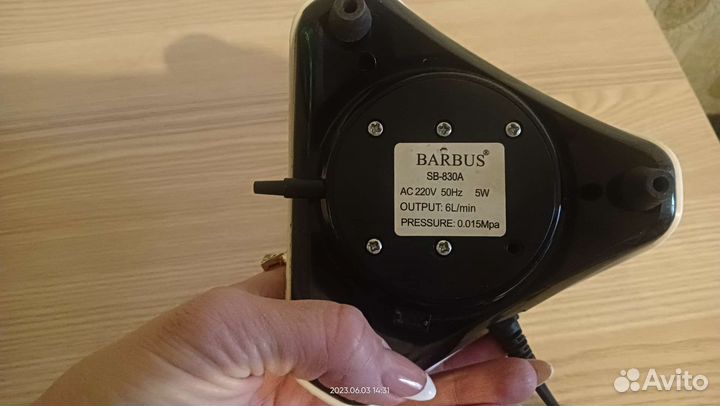 BARBUS®
SB-830A
AC 220V 50Hz 5W
OUTPUT: 6L/min
PRESSURE: 0.015Mpa
2023.06.03 14:31
Avito